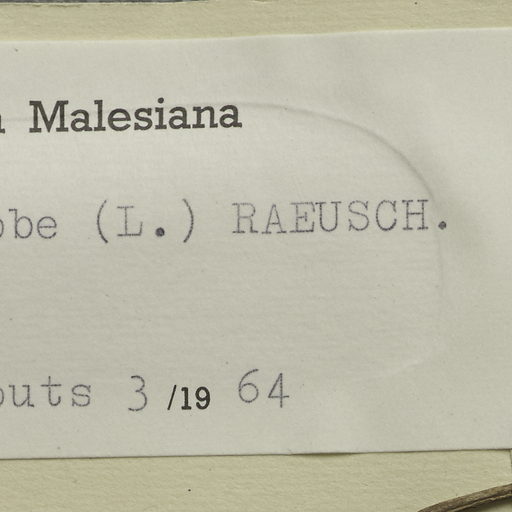 Malesiana
obe (L.) RAEUSCH.
outs 3 /19 64